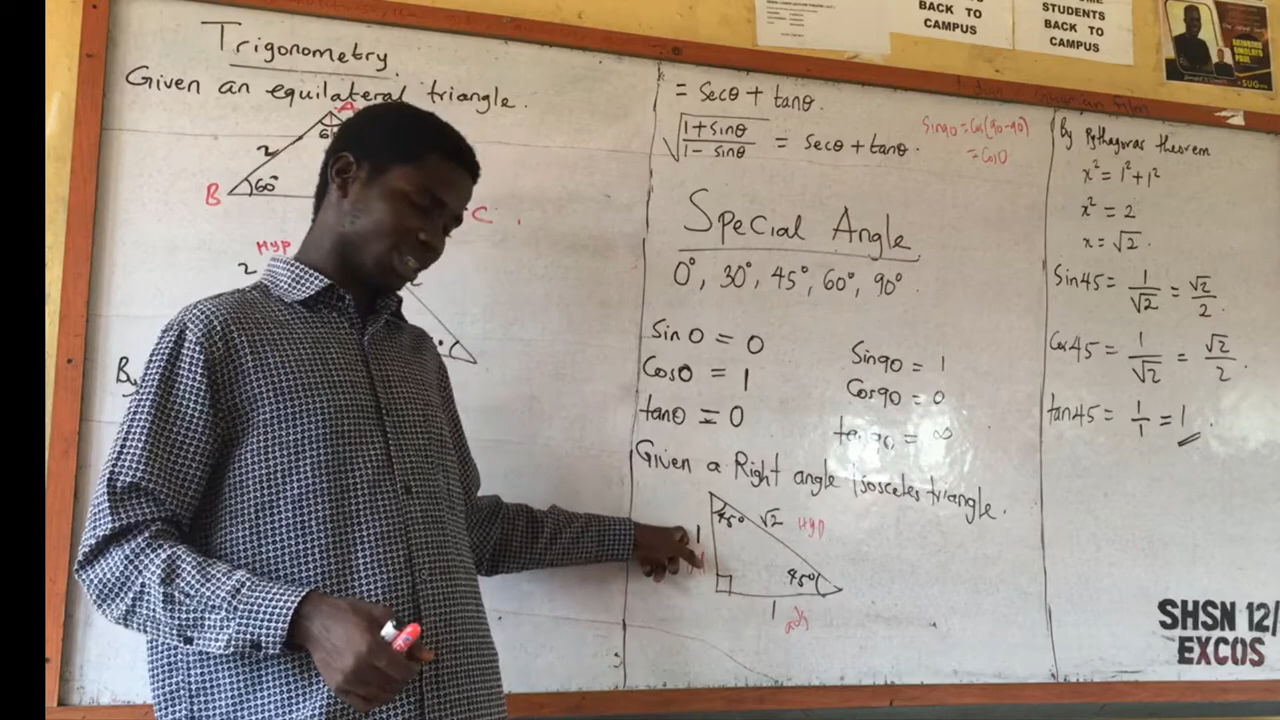 Trigonometry
Given an equilateral triangle.
A
2
60°
B
C
Hyp
2
By
= secθ + tanθ.
√(1+sinθ / 1-sinθ) = secθ + tanθ.
Sin90 = Cos(90-90)
= Cos0
Special Angle
0°, 30°, 45°, 60°, 90°.
Sin 0 = 0
Cos0 = 1
tan0 = 0
Sin90 = 1
Cos90 = 0
tan90 = ∞
Given a Right angle Isosceles triangle.
45°
√2
Hyp
1
45°
1
adj
By Pythagoras theorem
x² = 1² + 1²
x² = 2
x = √2.
Sin45 = 1/√2 = √2/2.
Cos45 = 1/√2 = √2/2.
tan45 = 1/1 = 1.
BACK TO
CAMPUS
STUDENTS
BACK TO
CAMPUS
SHSN 12/
EXCOS